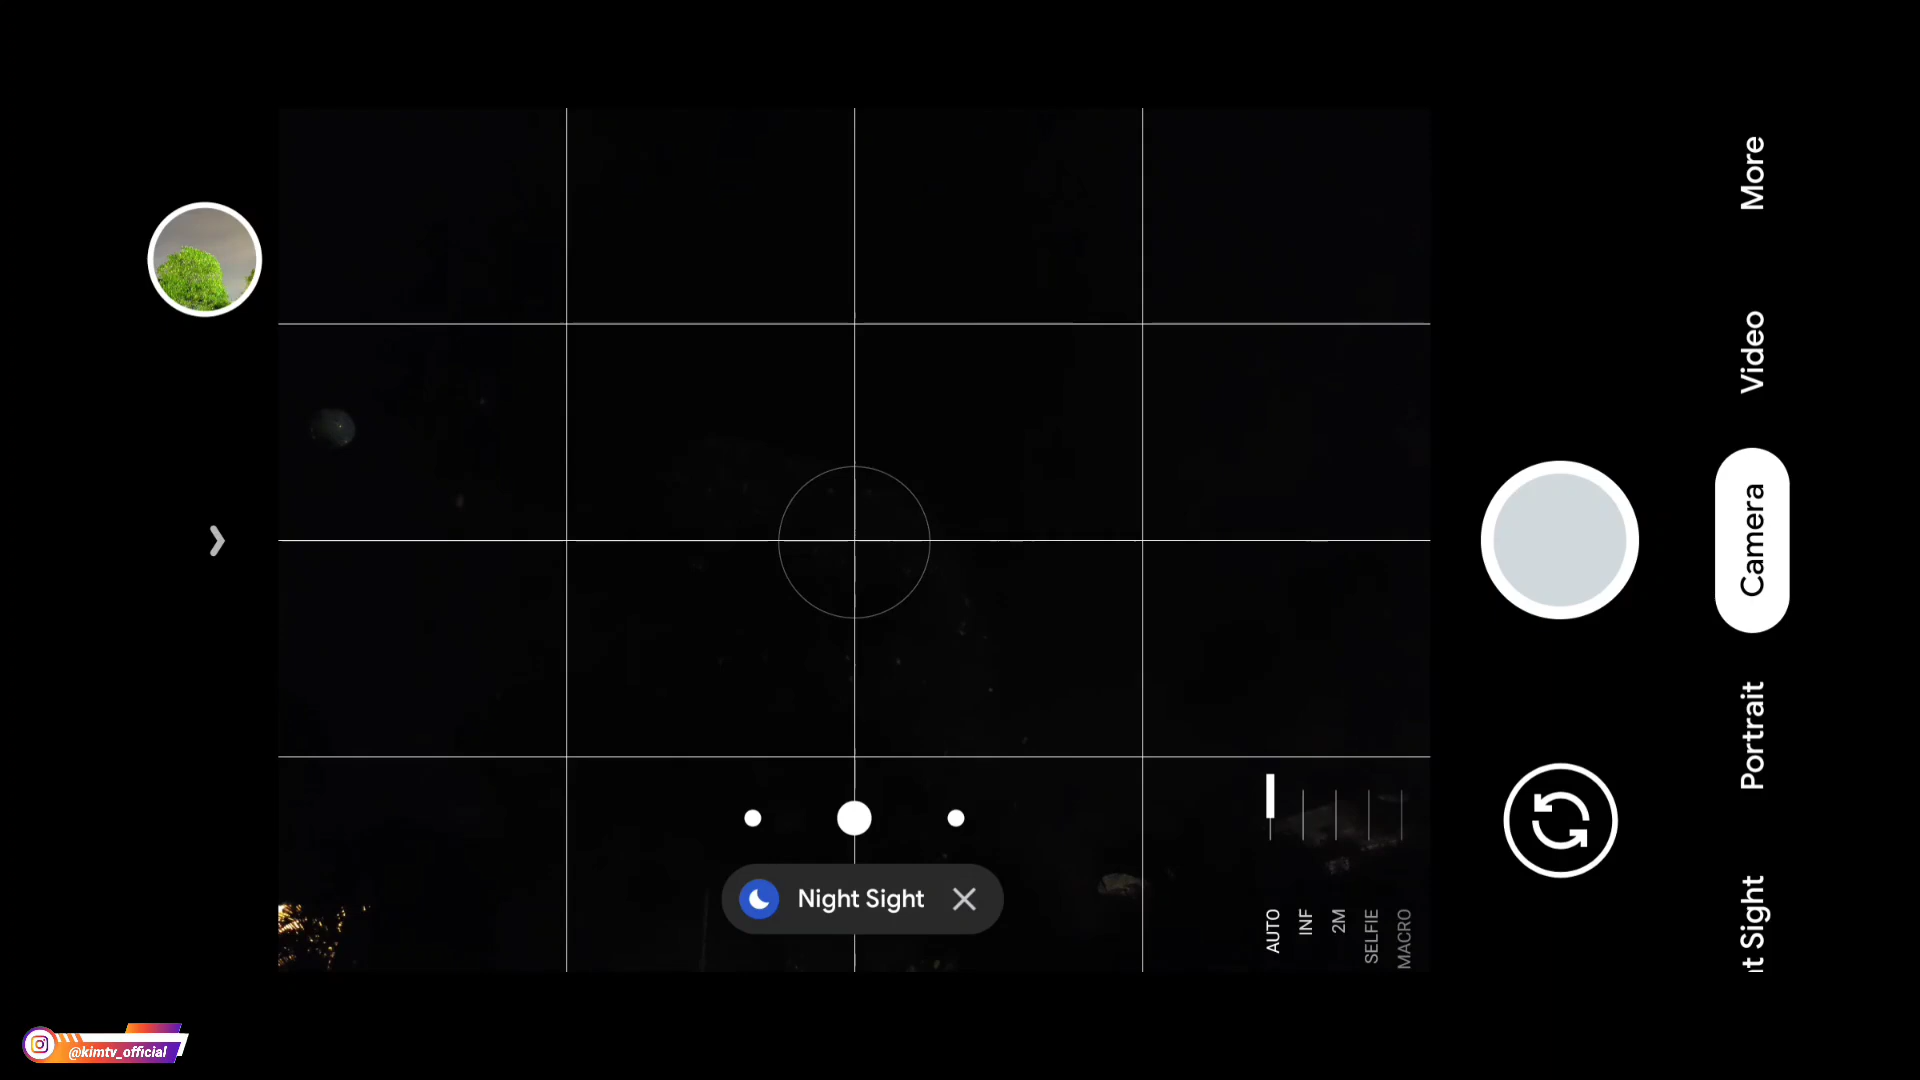 More
Video
Camera
Portrait
t Sight
Night Sight
AUTO
INF
2M
SELFIE
MACRO
@kimtv_official